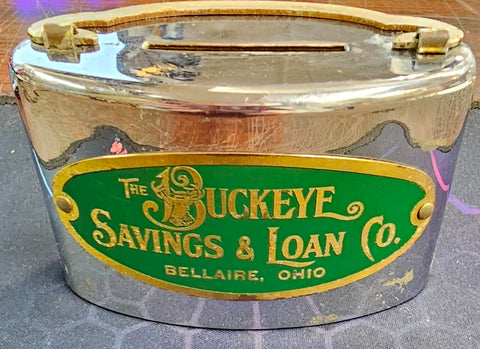 THE BUCKEYE
SAVINGS & LOAN CO.
BELLAIRE, OHIO